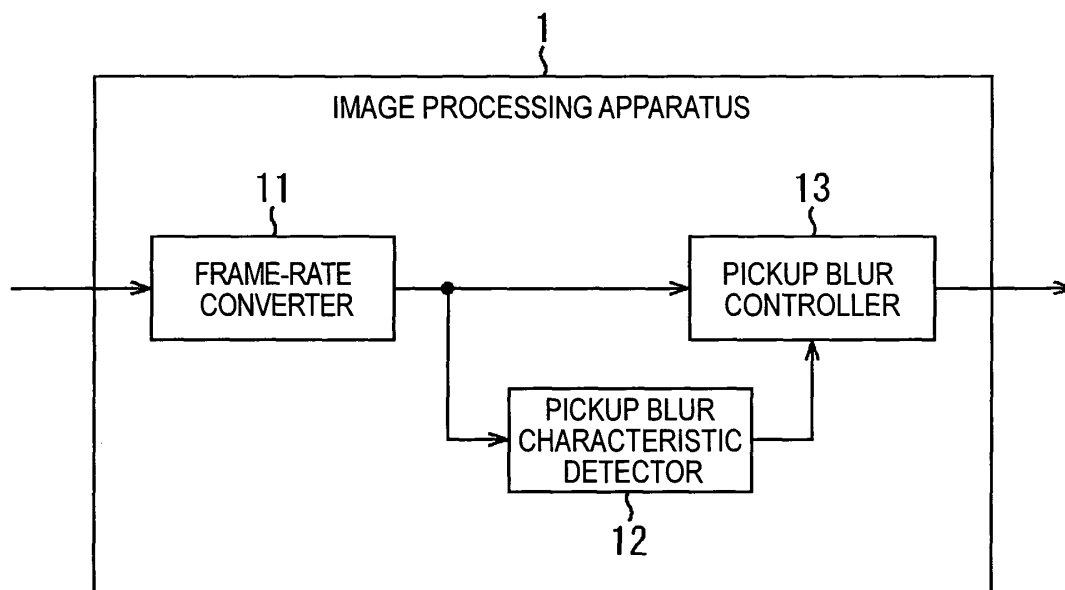 1
IMAGE PROCESSING APPARATUS
11
FRAME-RATE
CONVERTER
13
PICKUP BLUR
CONTROLLER
PICKUP BLUR
CHARACTERISTIC
DETECTOR
12